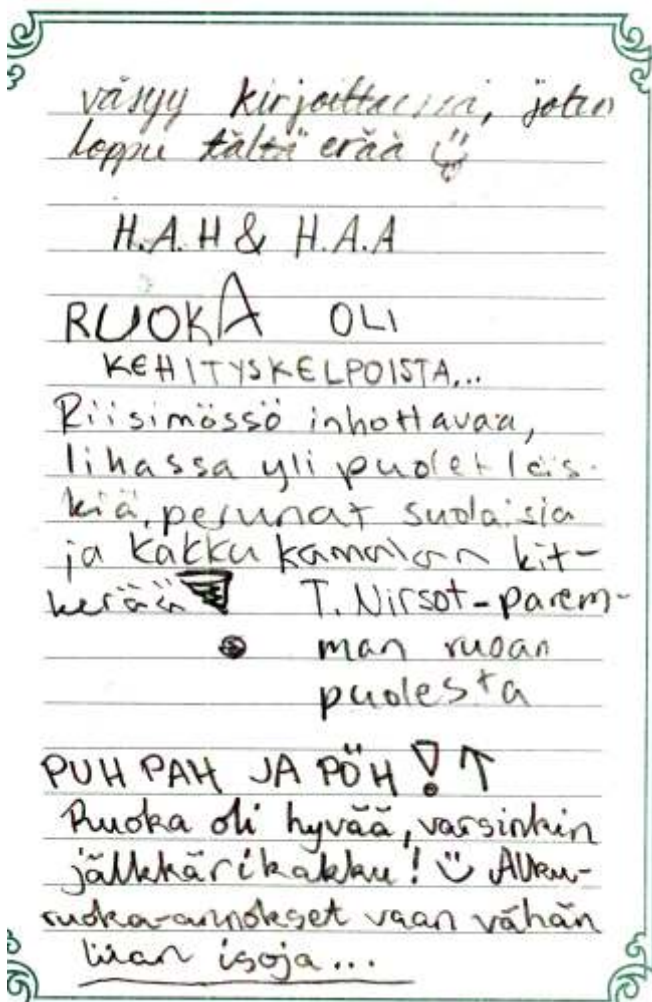 väsyy kirjoittaessa, joten
loppu tältä erää
H.A.H & H.A.A
RUOKA OLI
KEHITYSKELPOISTA...
Riisimössö inhottavaa,
lihassa yli puolet läs-
kiä, perunat suolaisia
ja kakku kamalan kit-
kerää!
T. Nirsot-parem-
man ruoan
puolesta
PUH PAH JA PÖH! ↑
Ruoka oli hyvää, varsinkin
jälkkärikakku! Alku-
ruoka-annokset vaan vähän
liian isoja...